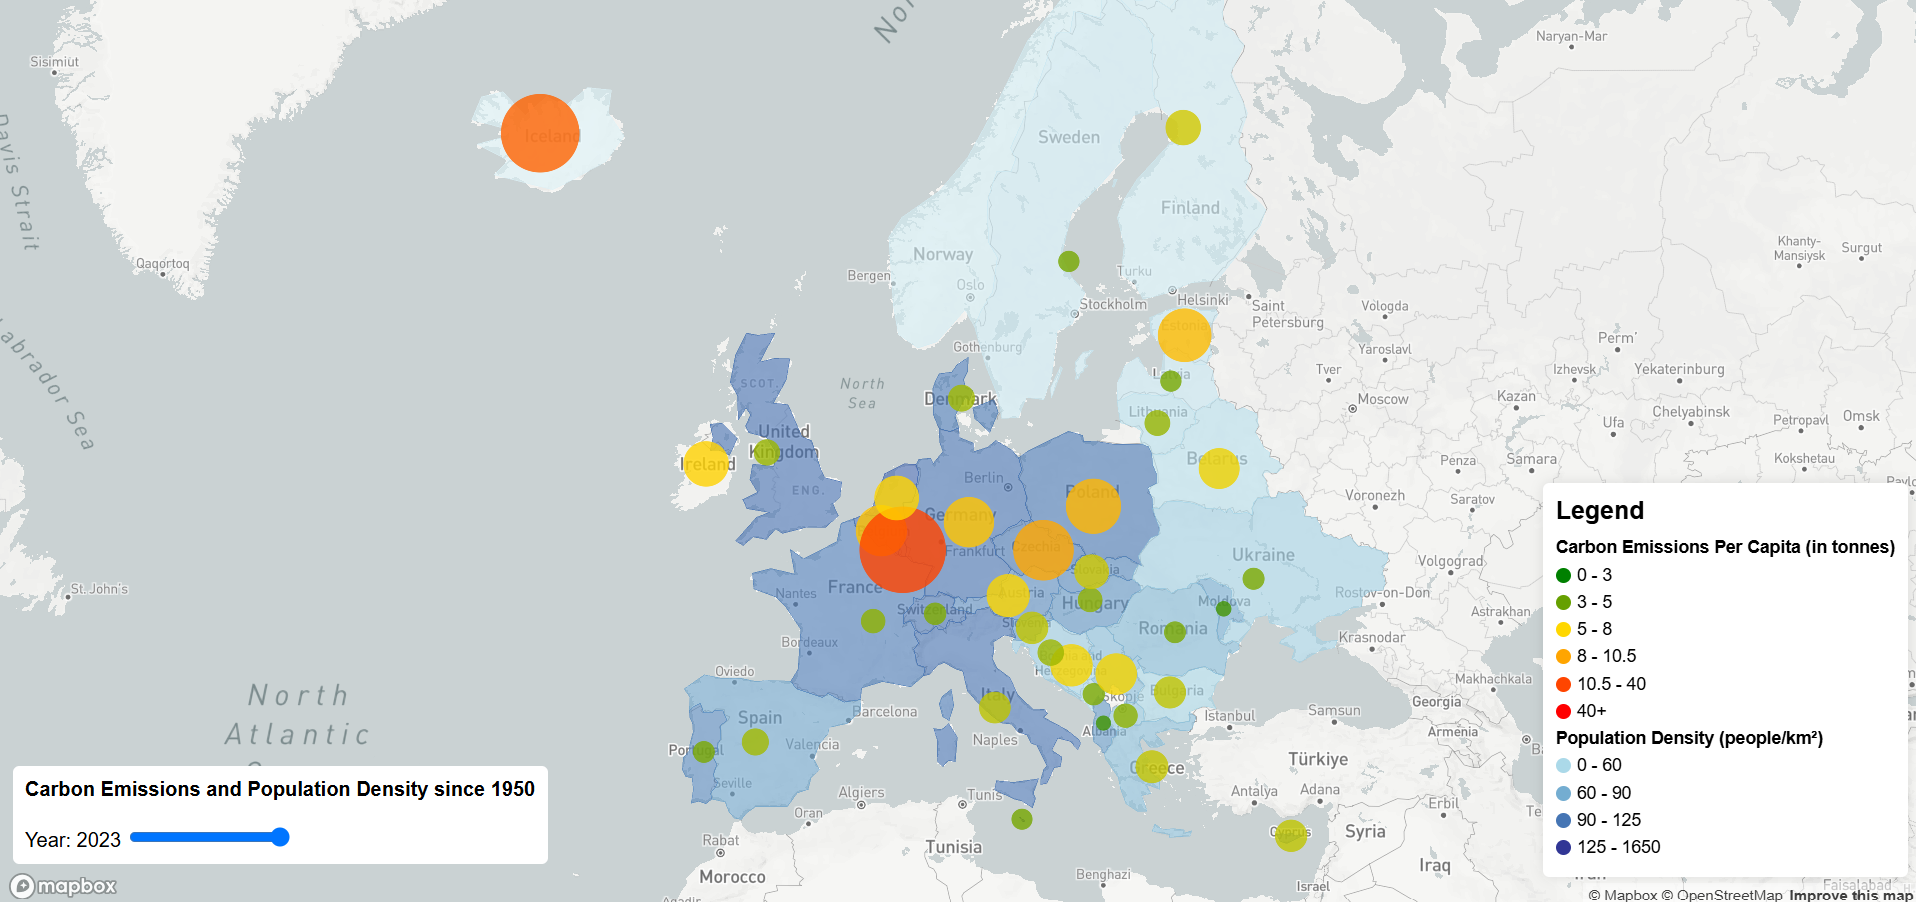 Naryan-Mar
Sisimiut
Davis Strait
Iceland
Sweden
Finland
Norway
Khanty-
Mansiysk
Surgut
Qaqortoq
Bergen
Turku
Oslo
Helsinki
Stockholm
Saint
Petersburg
Vologda
Labrador Sea
Estonia
Perm'
Gothenburg
Yaroslavl
Tver
Izhevsk
Yekaterinburg
Latvia
SCOT.
North
Sea
Denmark
Moscow
Kazan
Lithuania
Chelyabinsk
Ufa
Petropavl
Omsk
United
Kingdom
Ireland
Belarus
Penza
Samara
Kokshetau
Berlin
ENG.
Poland
Voronezh
Saratov
Germany
Frankfurt
Czechia
Ukraine
Volgograd
Slovakia
St. John's
France
Nantes
Austria
Rostov-on-Don
Switzerland
Hungary
Moldova
Astrakhan
Slovenia
Romania
Krasnodar
Bordeaux
Bosnia and
Herzegovina
Oviedo
Makhachkala
North
Atlantic
Italy
Skopje
Bulgaria
Georgia
Barcelona
Istanbul
Samsun
Spain
Albania
Armenia
Portugal
Valencia
Naples
Türkiye
Greece
Seville
Algiers
Tunis
Antalya
Adana
Erbil
Oran
Cyprus
Syria
Rabat
Tunisia
Morocco
Benghazi
Israel
Iraq
Faisalabad
Legend
Carbon Emissions Per Capita (in tonnes)
0 - 3
3 - 5
5 - 8
8 - 10.5
10.5 - 40
40+
Population Density (people/km²)
0 - 60
60 - 90
90 - 125
125 - 1650
Carbon Emissions and Population Density since 1950
Year: 2023
mapbox
© Mapbox © OpenStreetMap Improve this map